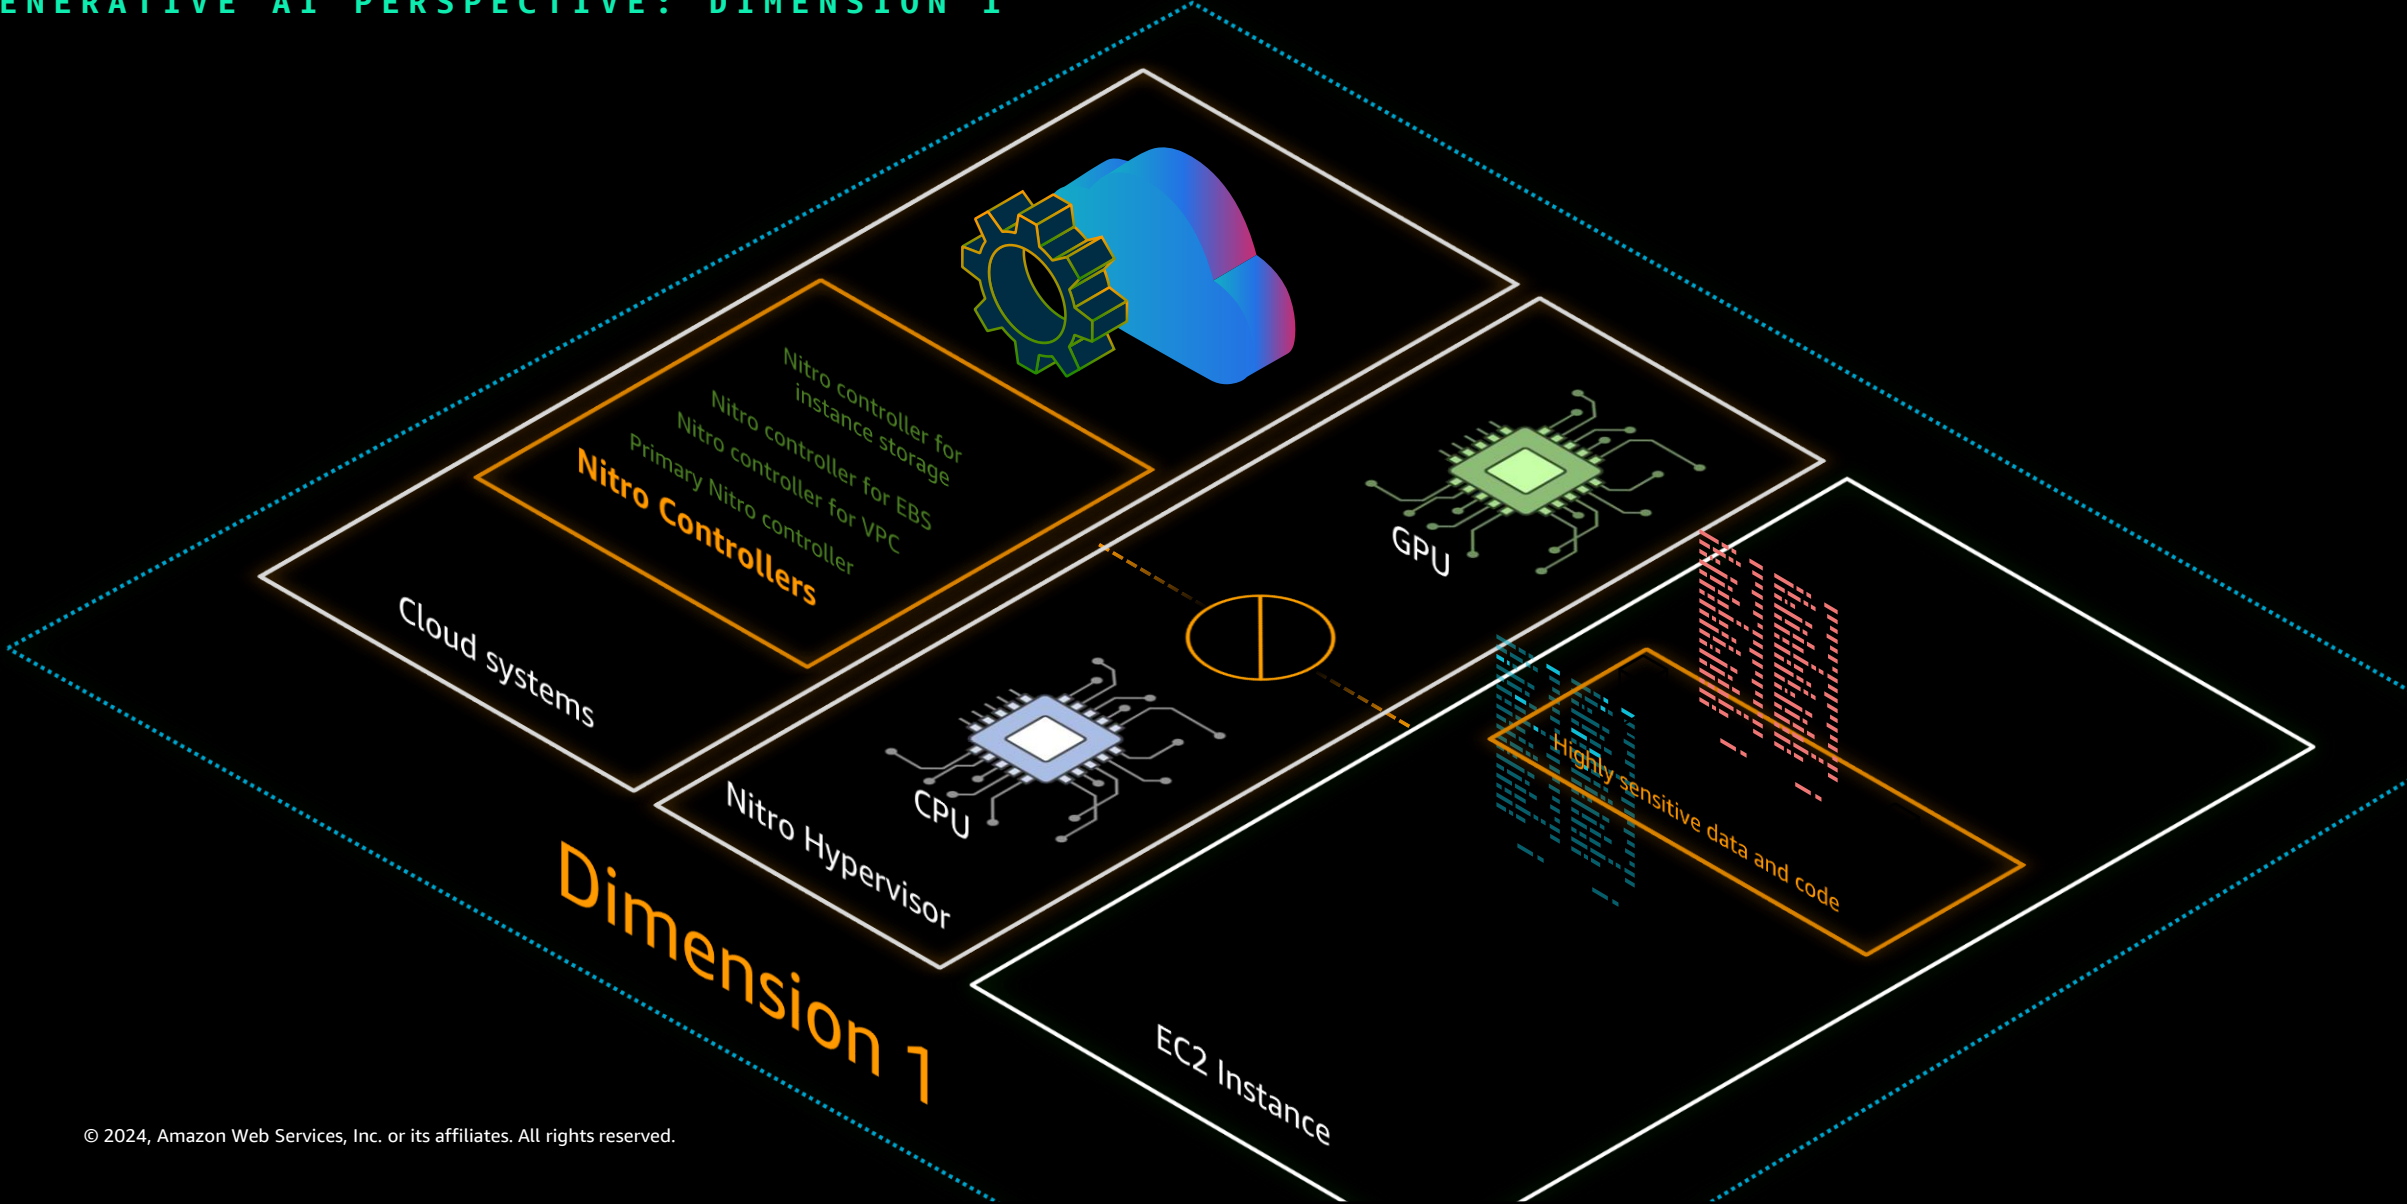 ENERATIVE AI PERSPECTIVE: DIMENSION 1
Nitro controller for
instance storage
Nitro controller for EBS
Nitro controller for VPC
Primary Nitro controller
Nitro Controllers
Cloud systems
GPU
CPU
Nitro Hypervisor
Highly sensitive data and code
Dimension 1
EC2 Instance
© 2024, Amazon Web Services, Inc. or its affiliates. All rights reserved.